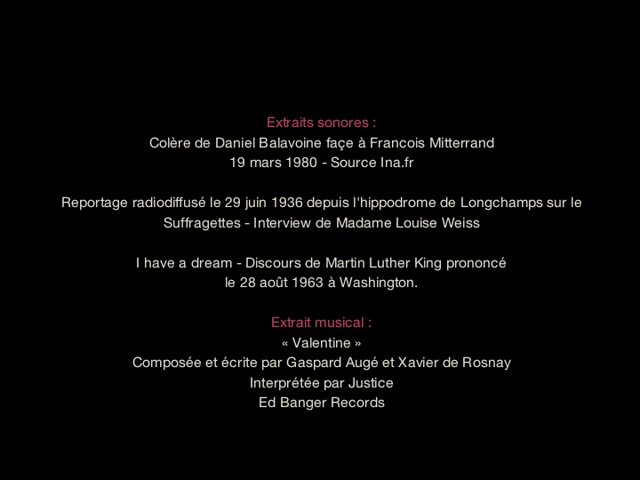 Extraits sonores :
Colère de Daniel Balavoine façe à Francois Mitterrand
19 mars 1980 - Source Ina.fr
Reportage radiodiffusé le 29 juin 1936 depuis l'hippodrome de Longchamps sur le
Suffragettes - Interview de Madame Louise Weiss
I have a dream - Discours de Martin Luther King prononcé
le 28 août 1963 à Washington.
Extrait musical :
« Valentine »
Composée et écrite par Gaspard Augé et Xavier de Rosnay
Interprétée par Justice
Ed Banger Records